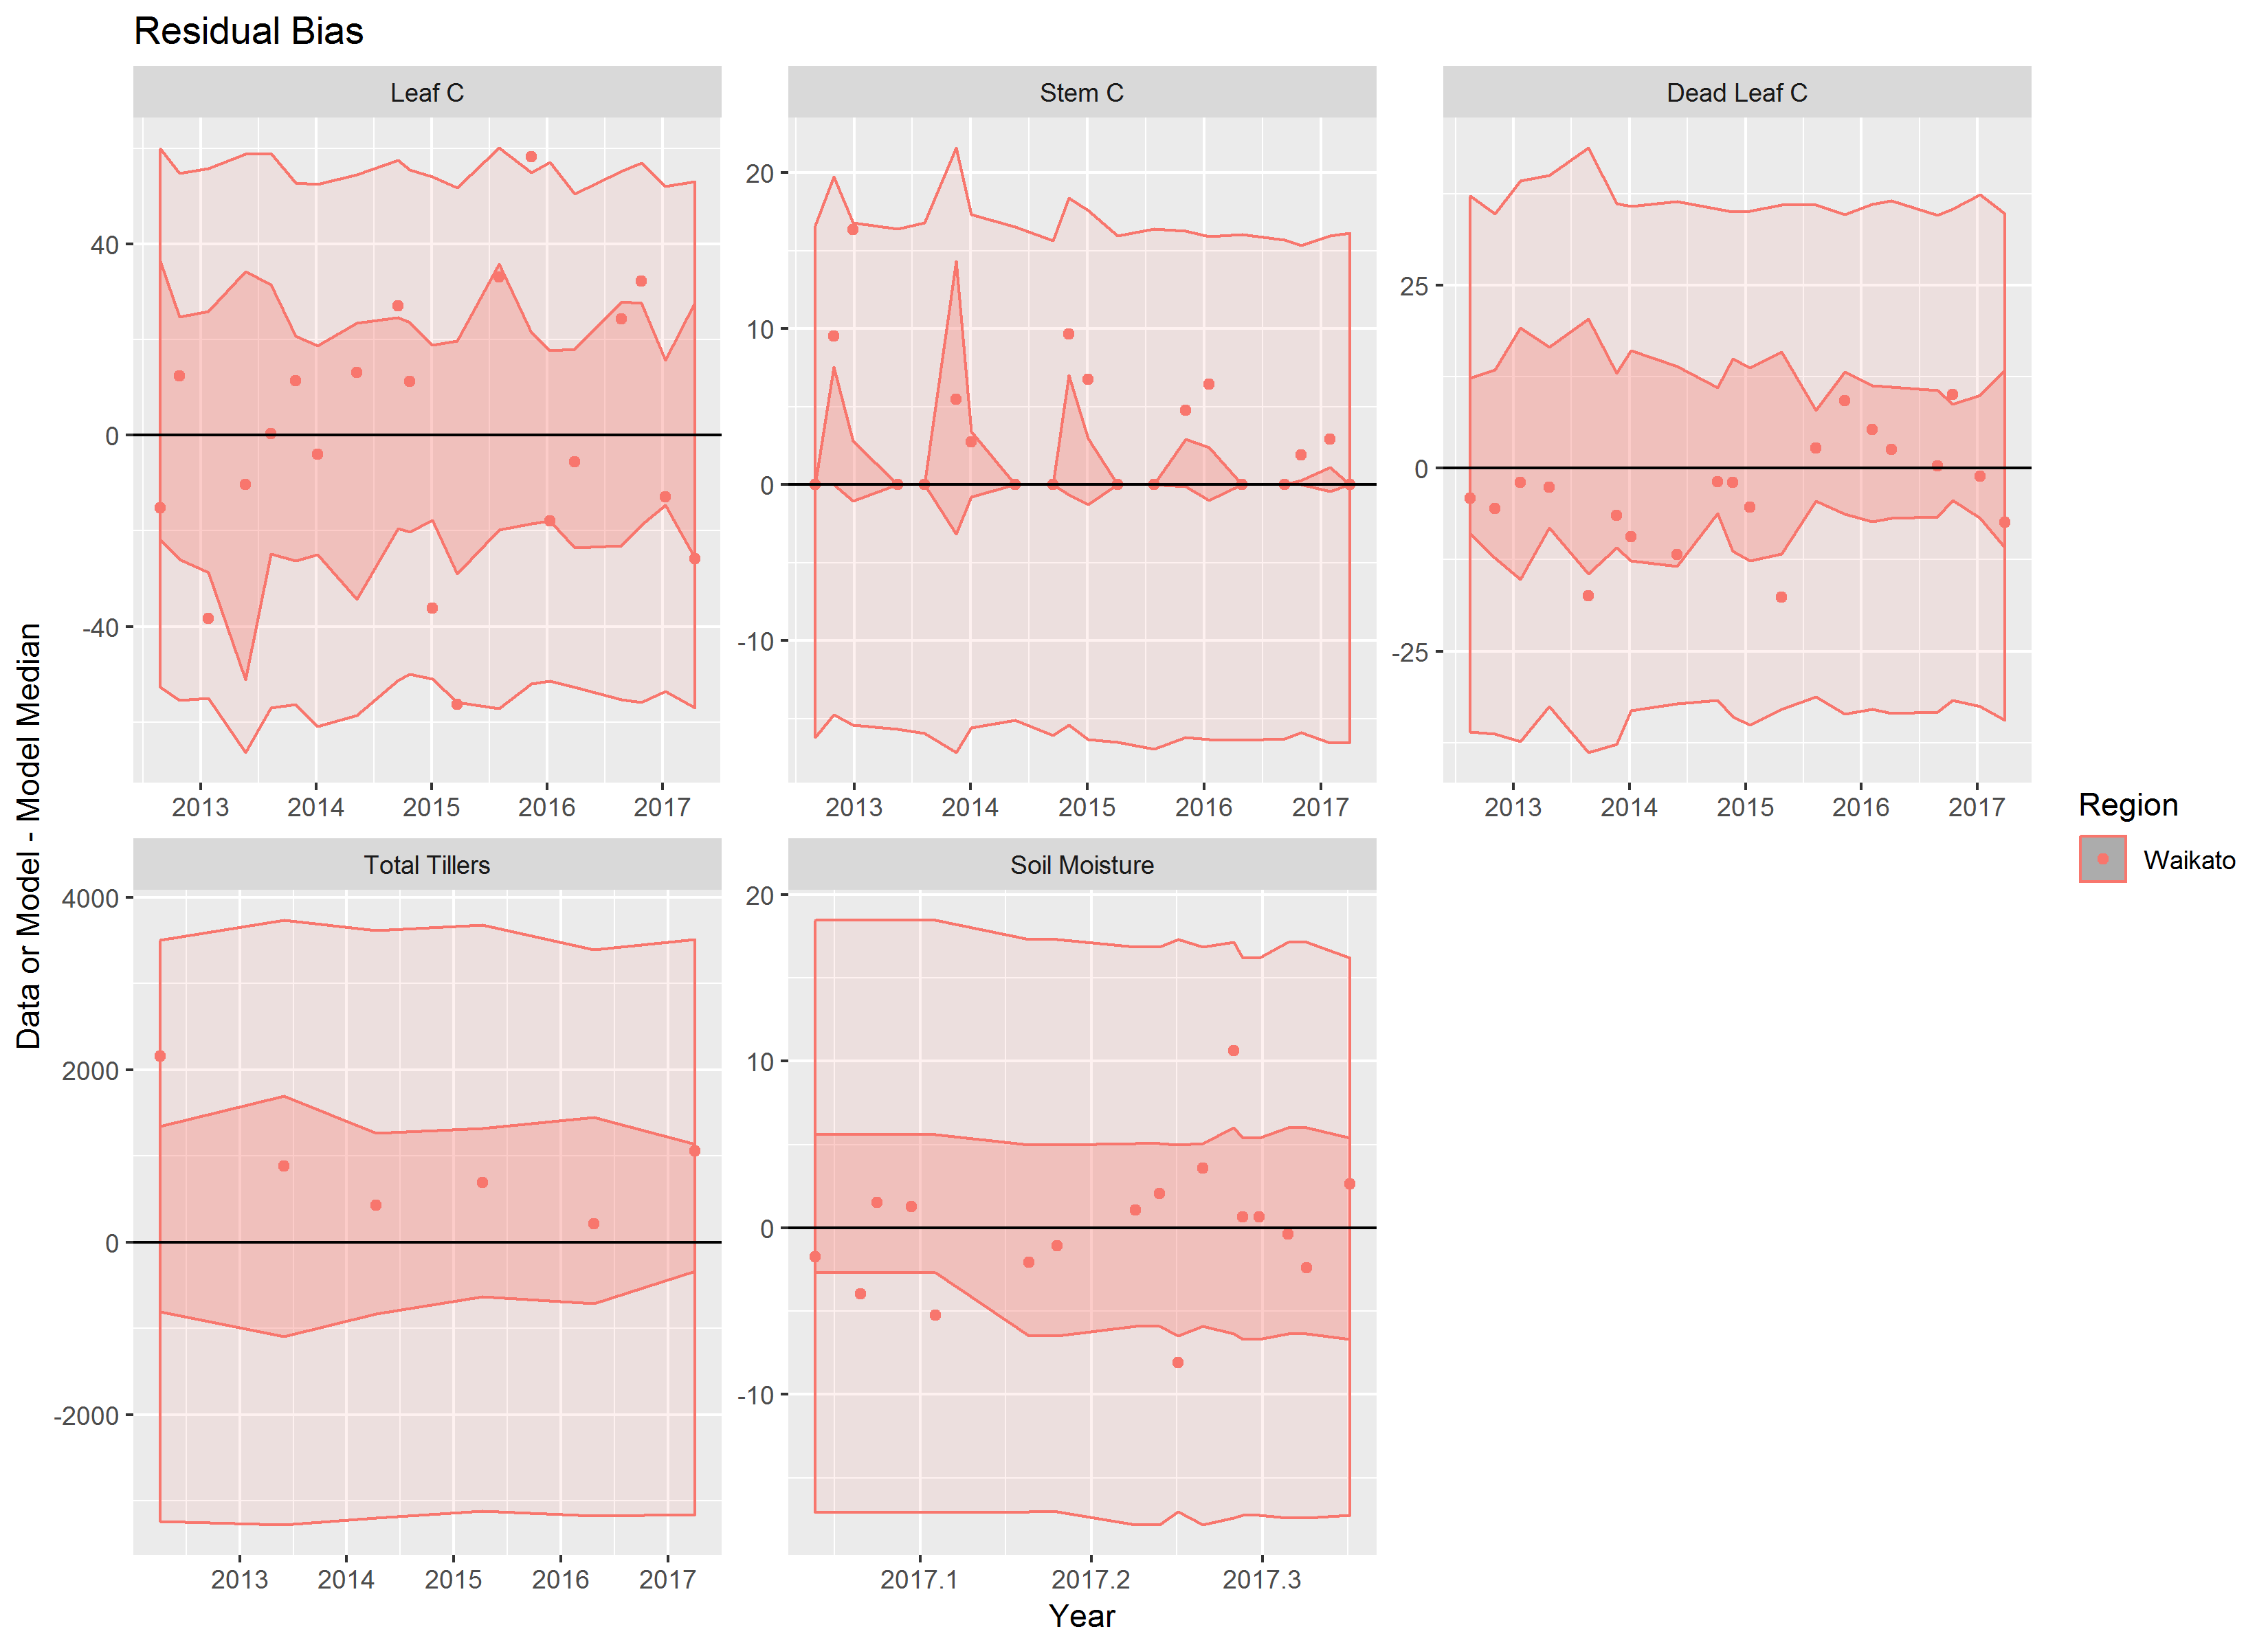 Residual Bias
Leaf C
Stem C
Dead Leaf C
40
0
-40
20
10
0
-10
25
0
-25
2013 2014 2015 2016 2017
2013 2014 2015 2016 2017
2013 2014 2015 2016 2017
Data or Model - Model Median
Total Tillers
Soil Moisture
4000
2000
0
-2000
20
10
0
-10
2013 2014 2015 2016 2017
2017.1 2017.2 2017.3
Year
Region
Waikato